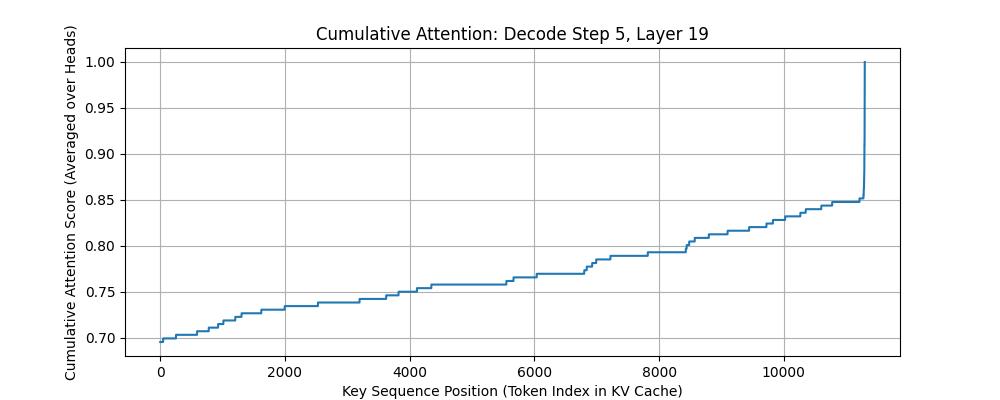 Cumulative Attention: Decode Step 5, Layer 19
Cumulative Attention Score (Averaged over Heads)
1.00
0.95
0.90
0.85
0.80
0.75
0.70
0 2000 4000 6000 8000 10000
Key Sequence Position (Token Index in KV Cache)